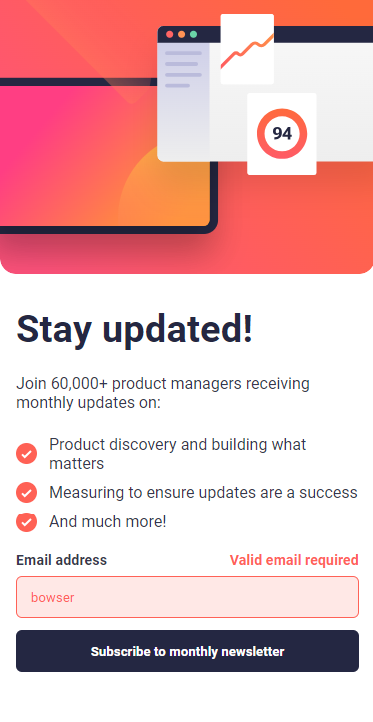 94
Stay updated!
Join 60,000+ product managers receiving
monthly updates on:
Product discovery and building what
matters
Measuring to ensure updates are a success
And much more!
Email address Valid email required
bowser
Subscribe to monthly newsletter